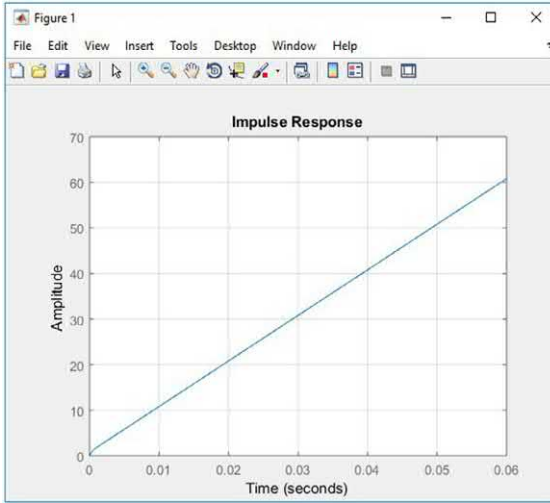 Figure 1
File Edit View Insert Tools Desktop Window Help
Impulse Response
70
60
50
40
30
20
10
0
Amplitude
0 0.01 0.02 0.03 0.04 0.05 0.06
Time (seconds)